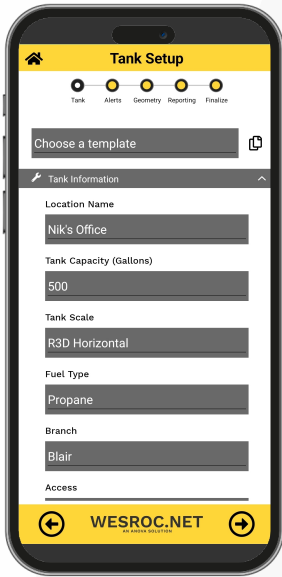 Tank Setup
Tank Alerts Geometry Reporting Finalize
Choose a template
Tank Information
Location Name
Nik's Office
Tank Capacity (Gallons)
500
Tank Scale
R3D Horizontal
Fuel Type
Propane
Branch
Blair
Access
WESROC.NET
AN ANOVA SOLUTION